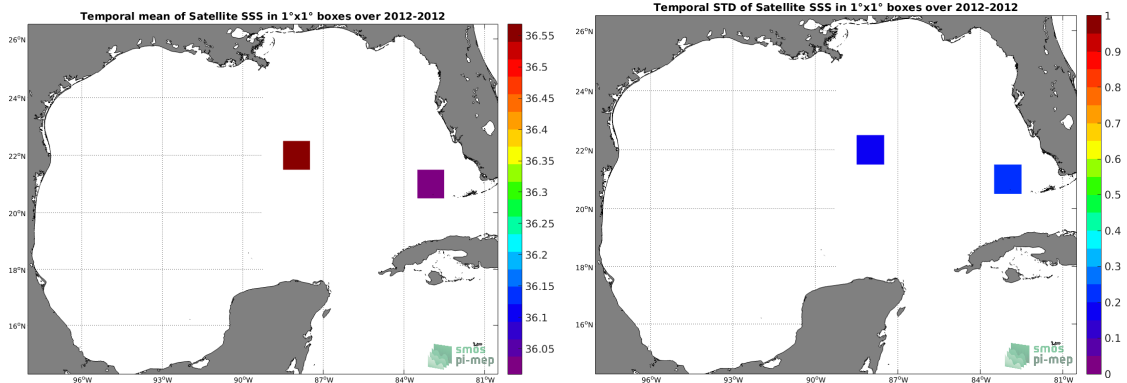 Temporal mean of Satellite SSS in 1°x1° boxes over 2012-2012
26°N
24°N
22°N
20°N
18°N
16°N
96°W
93°W
90°W
87°W
84°W
81°W
36.55
36.5
36.45
36.4
36.35
36.3
36.25
36.2
36.15
36.1
36.05
smos
pi-mep
Temporal STD of Satellite SSS in 1°x1° boxes over 2012-2012
26°N
24°N
22°N
20°N
18°N
16°N
96°W
93°W
90°W
87°W
84°W
81°W
1
0.9
0.8
0.7
0.6
0.5
0.4
0.3
0.2
0.1
0
smos
pi-mep